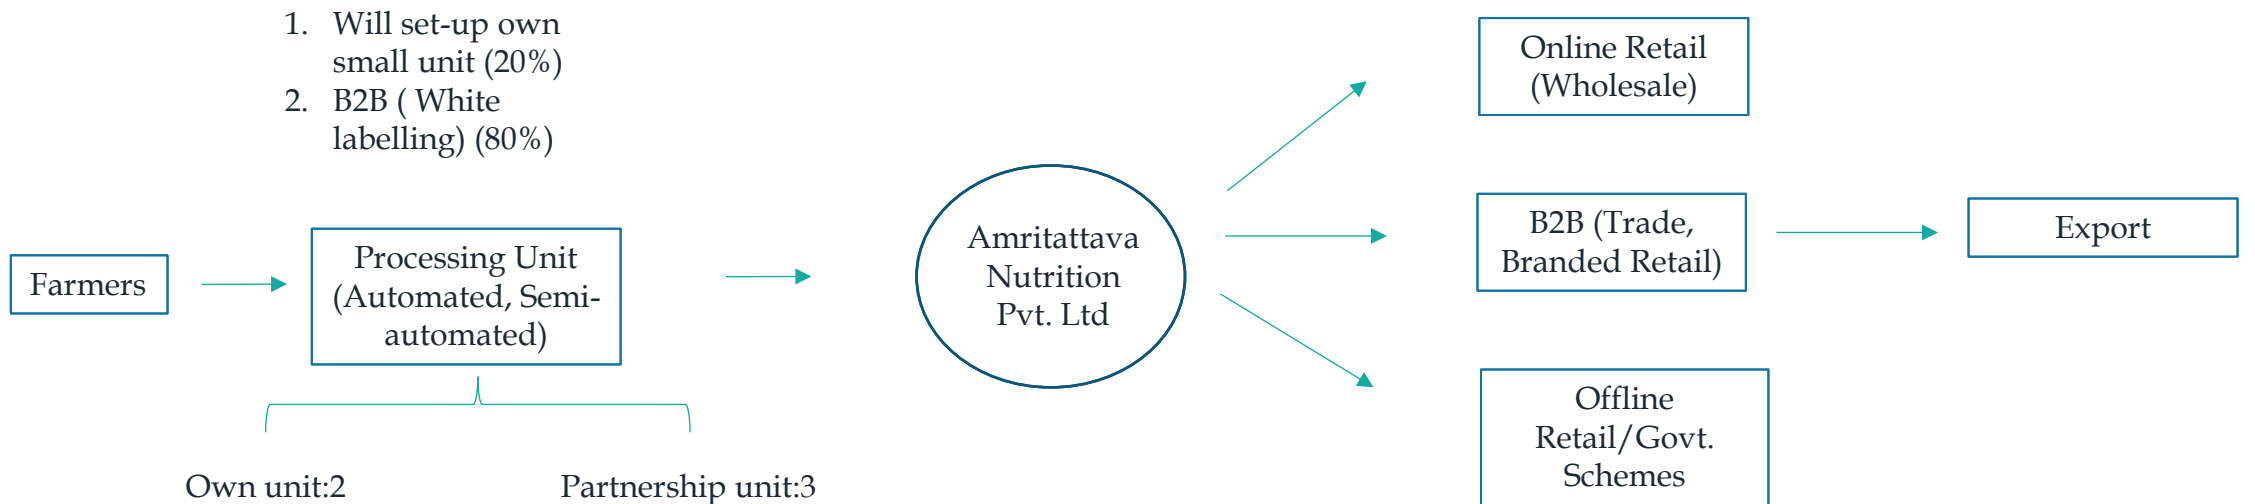 1. Will set-up own
small unit (20%)
2. B2B ( White
labelling) (80%)
Farmers
Processing Unit
(Automated, Semi-
automated)
Own unit:2
Partnership unit:3
Amritattava
Nutrition
Pvt. Ltd
Online Retail
(Wholesale)
B2B (Trade,
Branded Retail)
Export
Offline
Retail/Govt.
Schemes